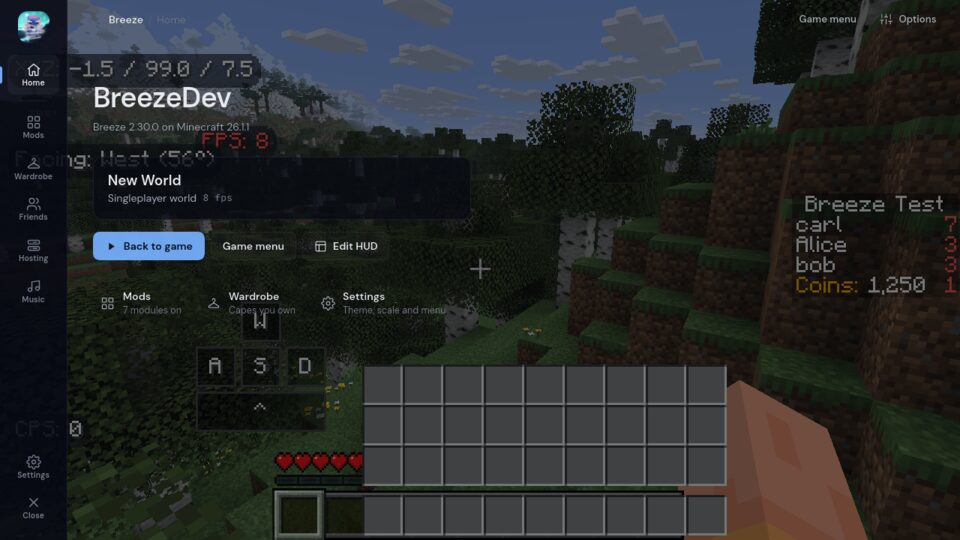 Breeze / Home
Game menu
Options
-1.5 / 99.0 / 7.5
Home
BreezeDev
Breeze 2.30.0 on Minecraft 26.1.1
FPS: 8
Mods
Facing: West (56°)
Wardrobe
New World
Singleplayer world 8 fps
Friends
Breeze Test
carl 7
Alice 3
bob 3
Coins: 1,250 1
Hosting
Back to game
Game menu
Edit HUD
Music
Mods
7 modules on
Wardrobe
Capes you own
Settings
Theme, scale and menu
W
A S D
^
CPS: 0
Settings
Close